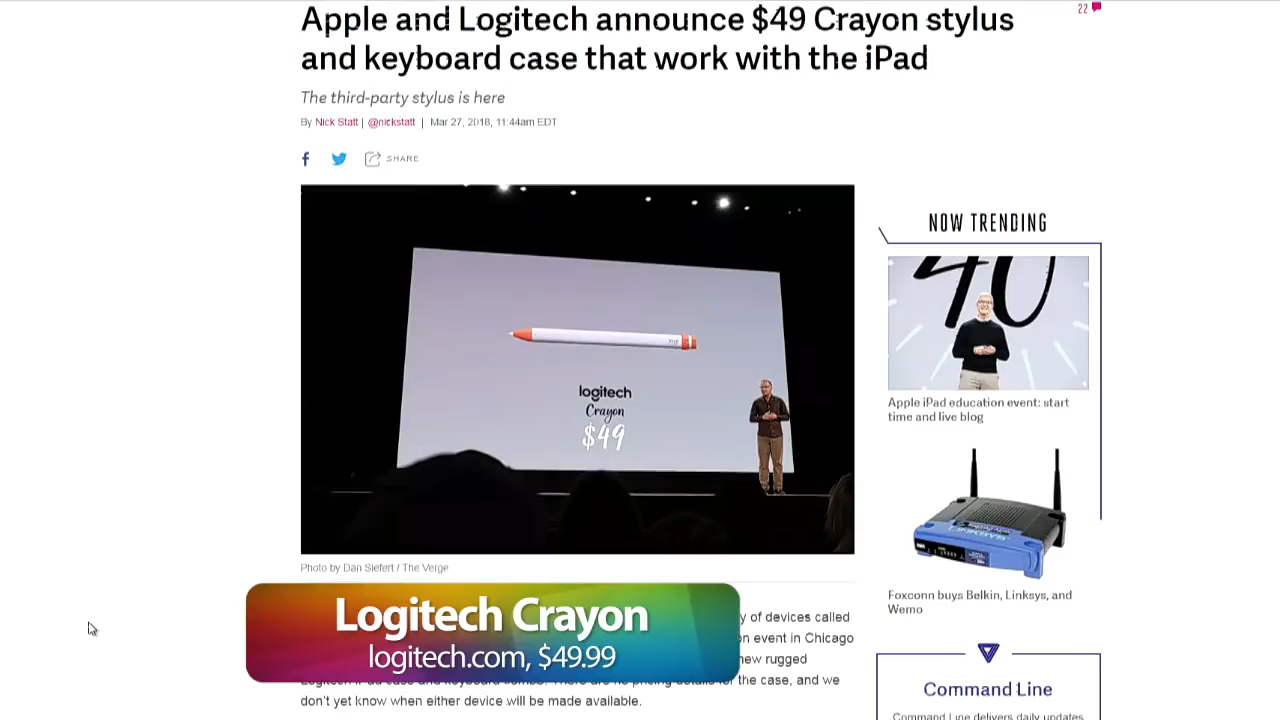 Apple and Logitech announce $49 Crayon stylus
and keyboard case that work with the iPad
22
The third-party stylus is here
By Nick Statt | @nickstatt | Mar 27, 2018, 11:44am EDT
SHARE
logitech
Crayon
$49
Photo by Dan Siefert / The Verge
Logitech Crayon
logitech.com, $49.99
y of devices called
event in Chicago
new rugged
the case, and we
don't yet know when either device will be made available.
NOW TRENDING
40
Apple iPad education event: start
time and live blog
LINKSYS
Foxconn buys Belkin, Linksys, and
Wemo
Command Line
Command Line delivers daily updates